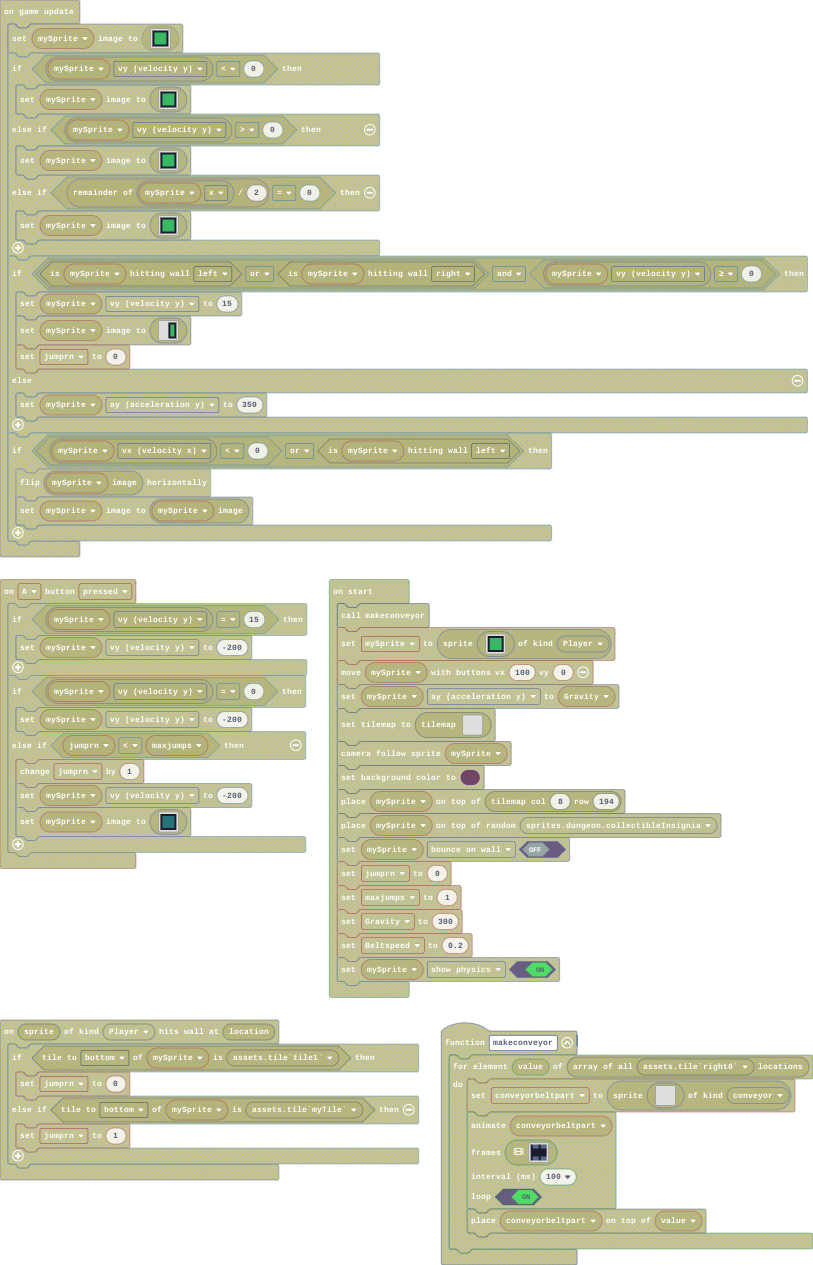 on game update
set mySprite image to
if mySprite vy (velocity y) < 0 then
set mySprite image to
else if mySprite vy (velocity y) > 0 then
set mySprite image to
else if remainder of mySprite x / 2 = 0 then
set mySprite image to
if is mySprite hitting wall left or is mySprite hitting wall right and mySprite vy (velocity y) ≥ 0 then
set mySprite vy (velocity y) to 15
set mySprite image to
set jumprn to 0
else
set mySprite ay (acceleration y) to 350
if mySprite vx (velocity x) < 0 or is mySprite hitting wall left then
flip mySprite image horizontally
set mySprite image to mySprite image
on A button pressed
if mySprite vy (velocity y) = 15 then
set mySprite vy (velocity y) to -200
if mySprite vy (velocity y) = 0 then
set mySprite vy (velocity y) to -200
else if jumprn < maxjumps then
change jumprn by 1
set mySprite vy (velocity y) to -200
set mySprite image to
on start
call makeconveyor
set mySprite to sprite of kind Player
move mySprite with buttons vx 100 vy 0
set mySprite ay (acceleration y) to Gravity
set tilemap to tilemap
camera follow sprite mySprite
set background color to
place mySprite on top of tilemap col 8 row 194
place mySprite on top of random sprites.dungeon.collectibleInsignia
set mySprite bounce on wall OFF
set jumprn to 0
set maxjumps to 1
set Gravity to 300
set Beltspeed to 0.2
set mySprite show physics ON
on sprite of kind Player hits wall at location
if tile to bottom of mySprite is assets.tile`tile1` then
set jumprn to 0
else if tile to bottom of mySprite is assets.tile`myTile` then
set jumprn to 1
function makeconveyor
for element value of array of all assets.tile`right0` locations
do
set conveyorbeltpart to sprite of kind conveyor
animate conveyorbeltpart
frames
interval (ms) 100
loop ON
place conveyorbeltpart on top of value